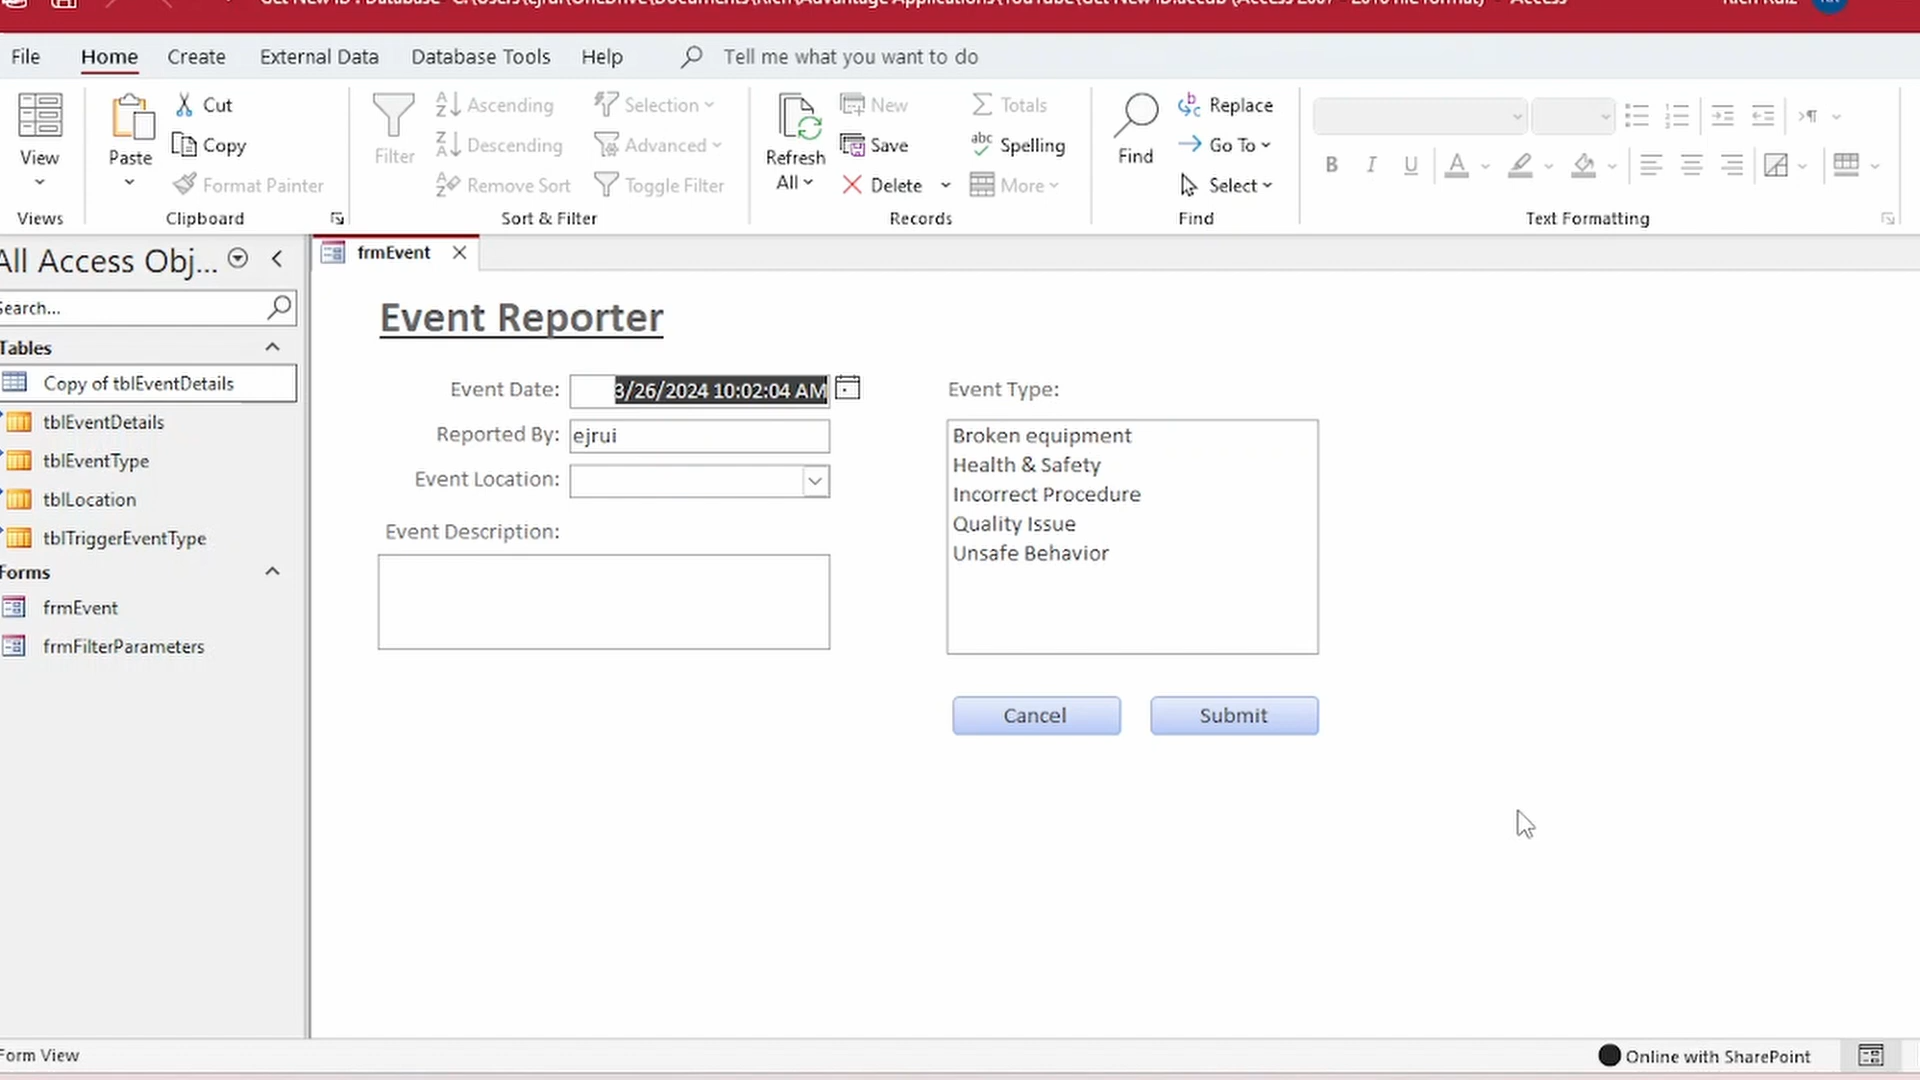 File Home Create External Data Database Tools Help Tell me what you want to do
View
Views
Paste
Cut
Copy
Format Painter
Clipboard
Filter
Ascending
Descending
Remove Sort
Selection
Advanced
Toggle Filter
Sort & Filter
Refresh
All
New
Save
Delete
Totals
Spelling
More
Records
Find
Replace
Go To
Select
Find
B I U A
Text Formatting
All Access Obj...
Search...
Tables
Copy of tblEventDetails
tblEventDetails
tblEventType
tblLocation
tblTriggerEventType
Forms
frmEvent
frmFilterParameters
frmEvent
Event Reporter
Event Date: 3/26/2024 10:02:04 AM
Reported By: ejrui
Event Location:
Event Description:
Event Type:
Broken equipment
Health & Safety
Incorrect Procedure
Quality Issue
Unsafe Behavior
Cancel
Submit
Form View
Online with SharePoint